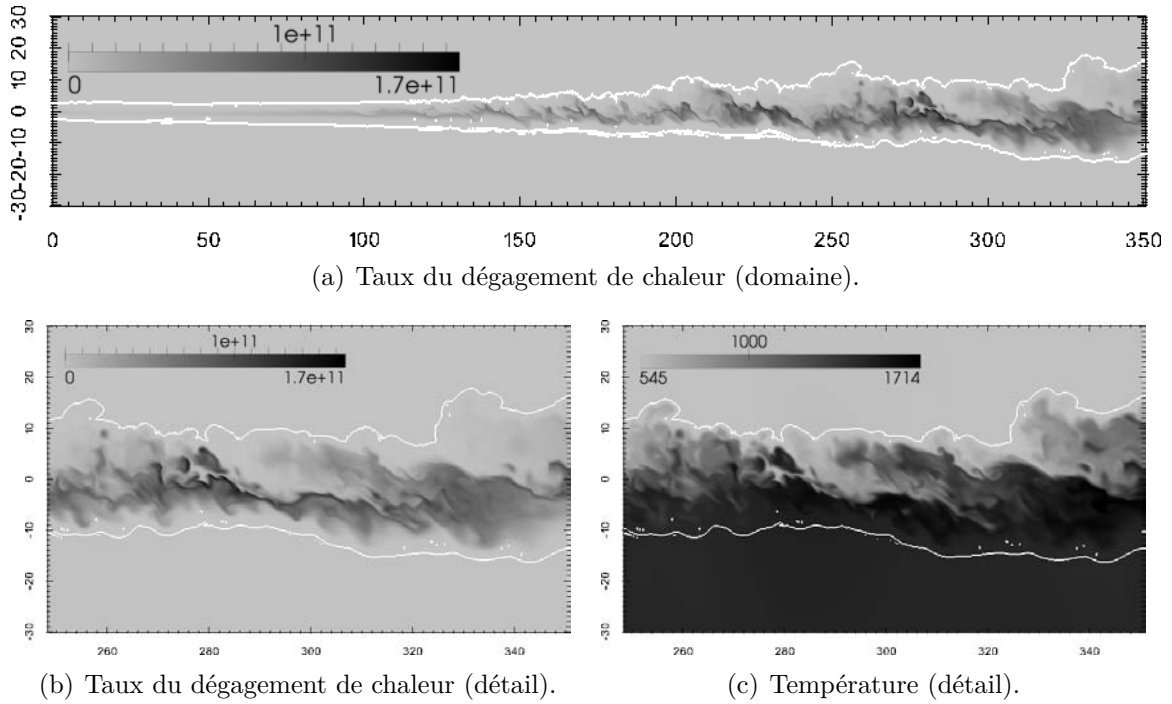 30
1e+11
20
10
0
1.7e+11
0
-10
-20
-30
0 50 100 150 200 250 300 350
(a) Taux du dégagement de chaleur (domaine).
30
1e+11
20
0 1.7e+11
10
0
-10
-20
-30
260 280 300 320 340
(b) Taux du dégagement de chaleur (détail).
30
1000
20
545 1714
10
0
-10
-20
-30
260 280 300 320 340
(c) Température (détail).